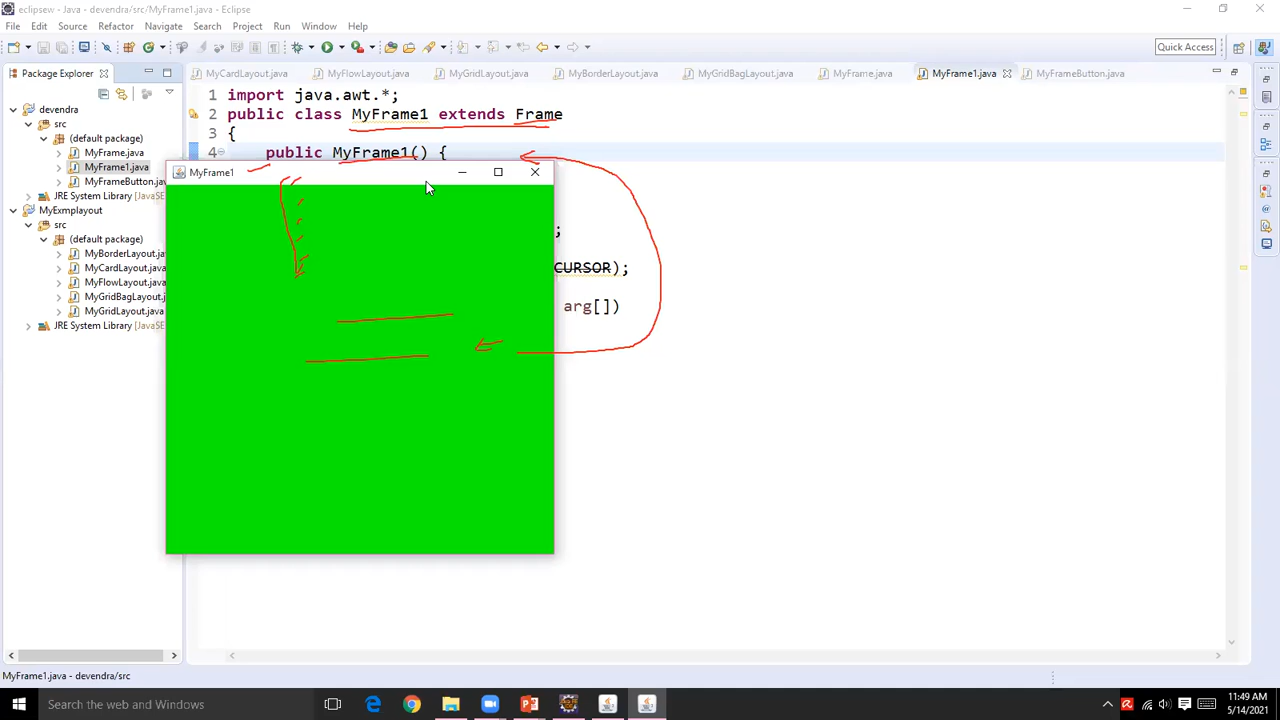 eclipsew - Java - devendra/src/MyFrame1.java - Eclipse
File Edit Source Refactor Navigate Search Project Run Window Help
Quick Access
Package Explorer
MyCardLayout.java MyFlowLayout.java MyGridLayout.java MyBorderLayout.java MyGridBagLayout.java MyFrame.java MyFrame1.java MyFrameButton.java
devendra
src
(default package)
MyFrame.java
MyFrame1.java
MyFrameButton.jav
JRE System Library [JavaSE
MyExmplayout
src
(default package)
MyBorderLayout.ja
MyCardLayout.java
MyFlowLayout.java
MyGridBagLayout.j
MyGridLayout.java
JRE System Library [JavaSE
1 import java.awt.*;
2 public class MyFrame1 extends Frame
3 {
4 public MyFrame1() {
MyFrame1
;
CURSOR);
arg[])
MyFrame1.java - devendra/src
Search the web and Windows
11:49 AM
5/14/2021